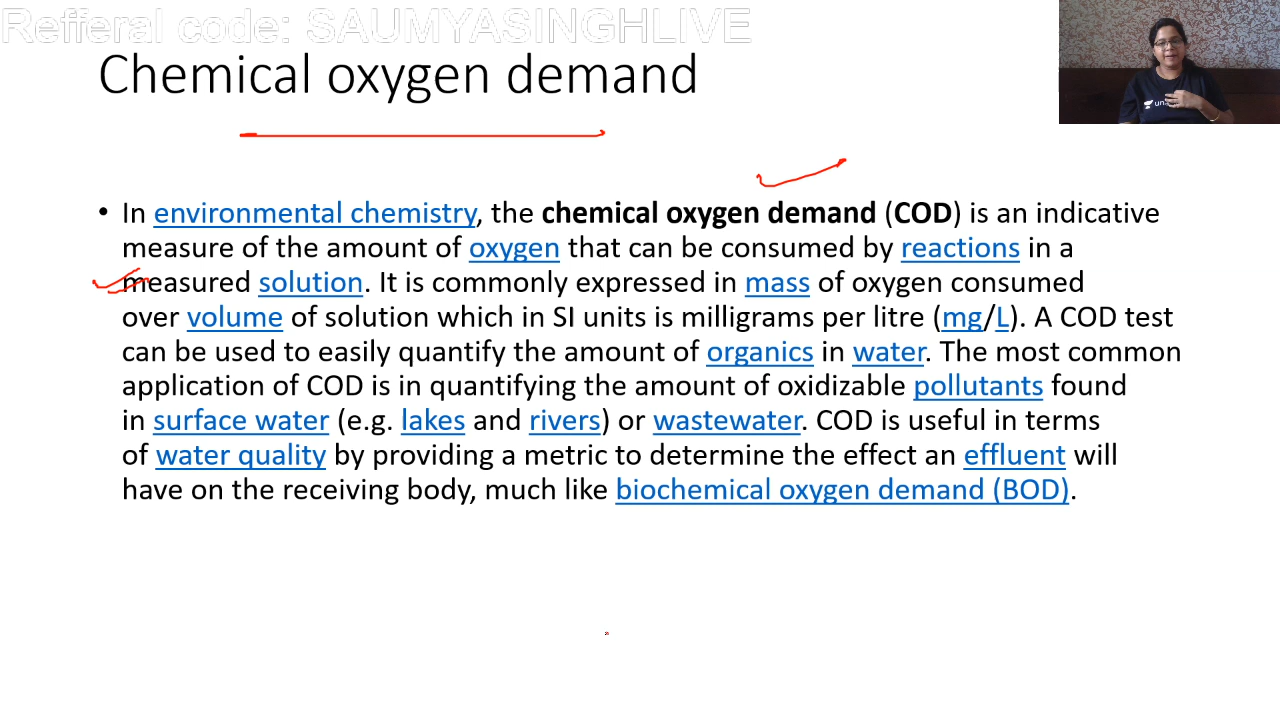 Refferal code: SAUMYASINGHLIVE
Chemical oxygen demand
un
• In environmental chemistry, the chemical oxygen demand (COD) is an indicative
measure of the amount of oxygen that can be consumed by reactions in a
measured solution. It is commonly expressed in mass of oxygen consumed
over volume of solution which in SI units is milligrams per litre (mg/L). A COD test
can be used to easily quantify the amount of organics in water. The most common
application of COD is in quantifying the amount of oxidizable pollutants found
in surface water (e.g. lakes and rivers) or wastewater. COD is useful in terms
of water quality by providing a metric to determine the effect an effluent will
have on the receiving body, much like biochemical oxygen demand (BOD).